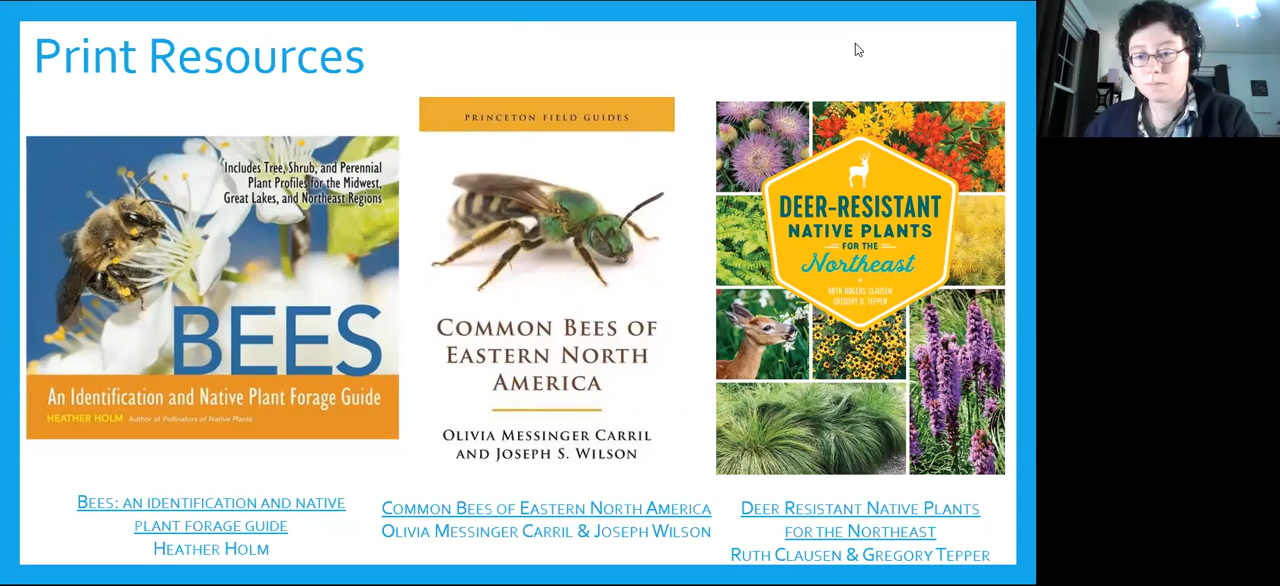 Print Resources
Includes Tree, Shrub, and Perennial
Plant Profiles for the Midwest,
Great Lakes, and Northeast Regions
BEES
An Identification and Native Plant Forage Guide
HEATHER HOLM Author of Pollinators of Native Plants
BEES: AN IDENTIFICATION AND NATIVE
PLANT FORAGE GUIDE
HEATHER HOLM
PRINCETON FIELD GUIDES
COMMON BEES OF
EASTERN NORTH
AMERICA
OLIVIA MESSINGER CARRIL
AND JOSEPH S. WILSON
COMMON BEES OF EASTERN NORTH AMERICA
OLIVIA MESSINGER CARRIL & JOSEPH WILSON
DEER-RESISTANT
NATIVE PLANTS
FOR THE
Northeast
RUTH ROGERS CLAUSEN
GREGORY D. TEPPER
DEER RESISTANT NATIVE PLANTS
FOR THE NORTHEAST
RUTH CLAUSEN & GREGORY TEPPER